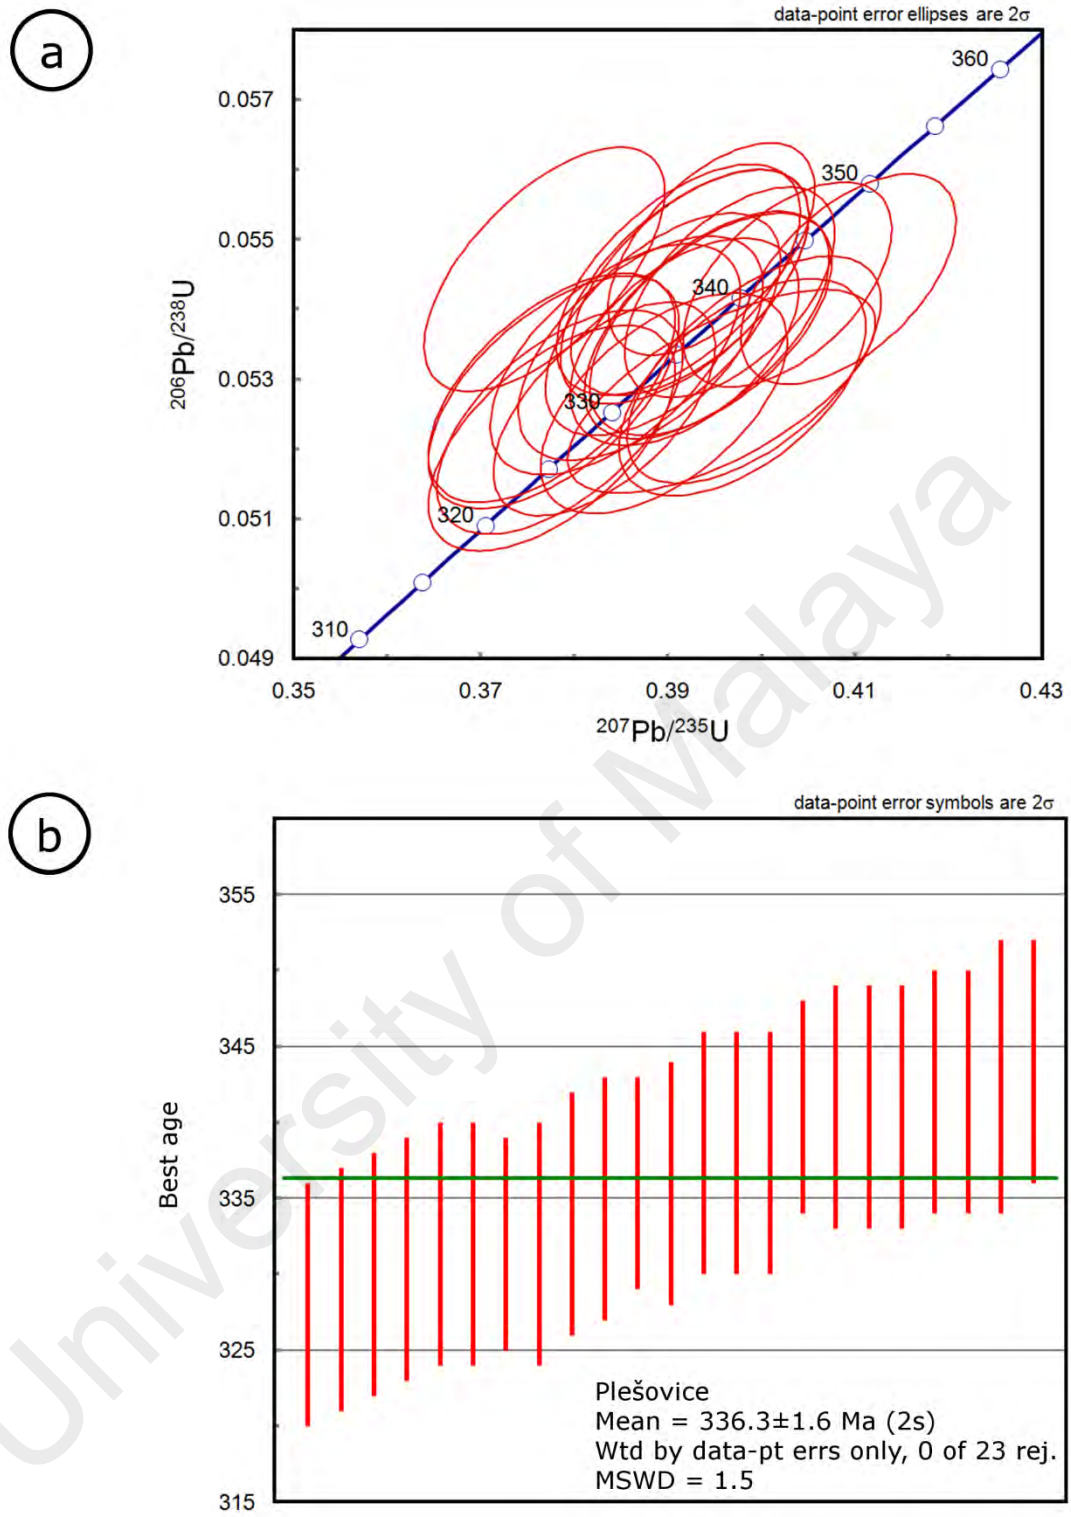 a
data-point error ellipses are 2σ
0.057
0.055
0.053
0.051
0.049
360
350
340
330
320
310
0.35 0.37 0.39 0.41 0.43
206Pb/238U
207Pb/235U
University of Malaya
b
data-point error symbols are 2σ
355
345
335
325
315
Best age
Plešovice
Mean = 336.3±1.6 Ma (2s)
Wtd by data-pt errs only, 0 of 23 rej.
MSWD = 1.5